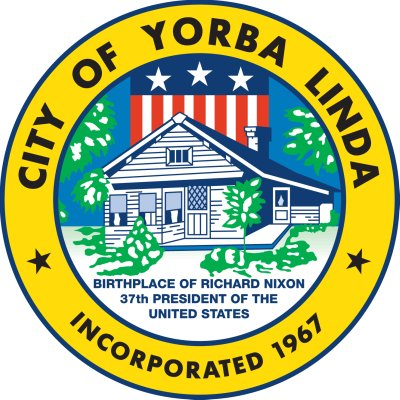 CITY OF YORBA LINDA
BIRTHPLACE OF RICHARD NIXON
37th PRESIDENT OF THE
UNITED STATES
INCORPORATED 1967